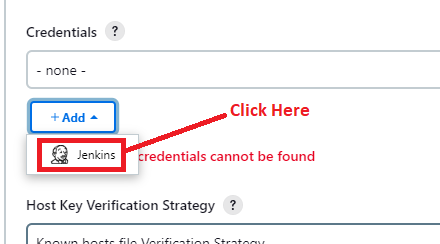 Credentials ?
- none -
+ Add
Click Here
Jenkins
credentials cannot be found
Host Key Verification Strategy ?
Known hosts file Verification Strategy